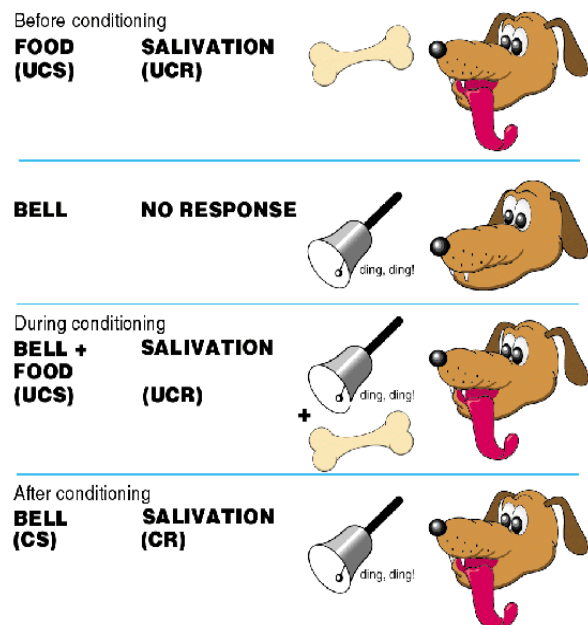 Before conditioning
FOOD SALIVATION
(UCS) (UCR)
BELL NO RESPONSE
ding, ding!
During conditioning
BELL + SALIVATION
FOOD
(UCS) (UCR)
ding, ding!
+
After conditioning
BELL SALIVATION
(CS) (CR)
ding, ding!